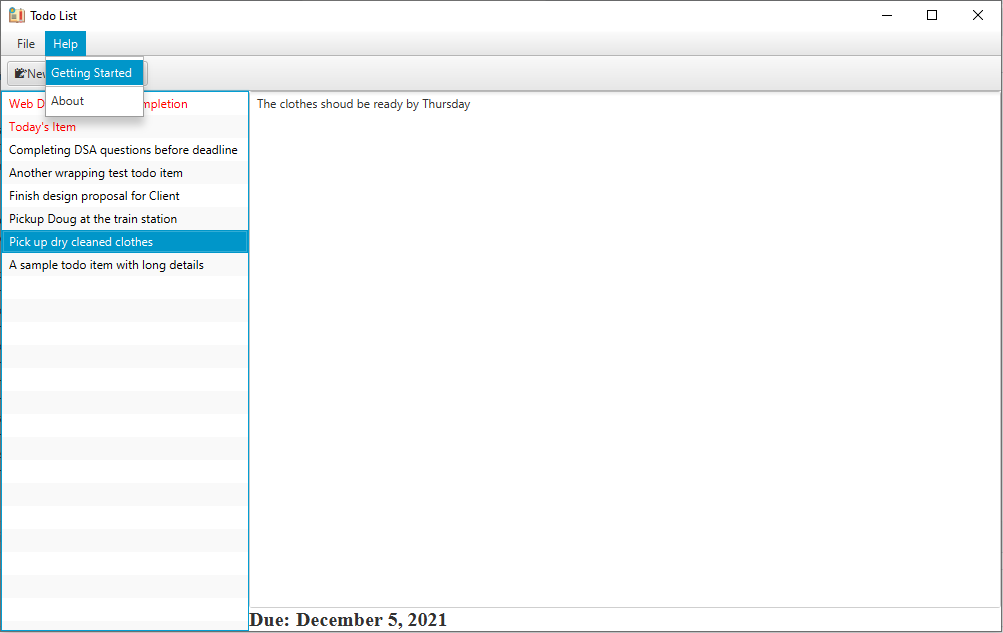 Todo List
File Help
New
Getting Started
About
Web D mpletion
Today's Item
Completing DSA questions before deadline
Another wrapping test todo item
Finish design proposal for Client
Pickup Doug at the train station
Pick up dry cleaned clothes
A sample todo item with long details
The clothes shoud be ready by Thursday
Due: December 5, 2021